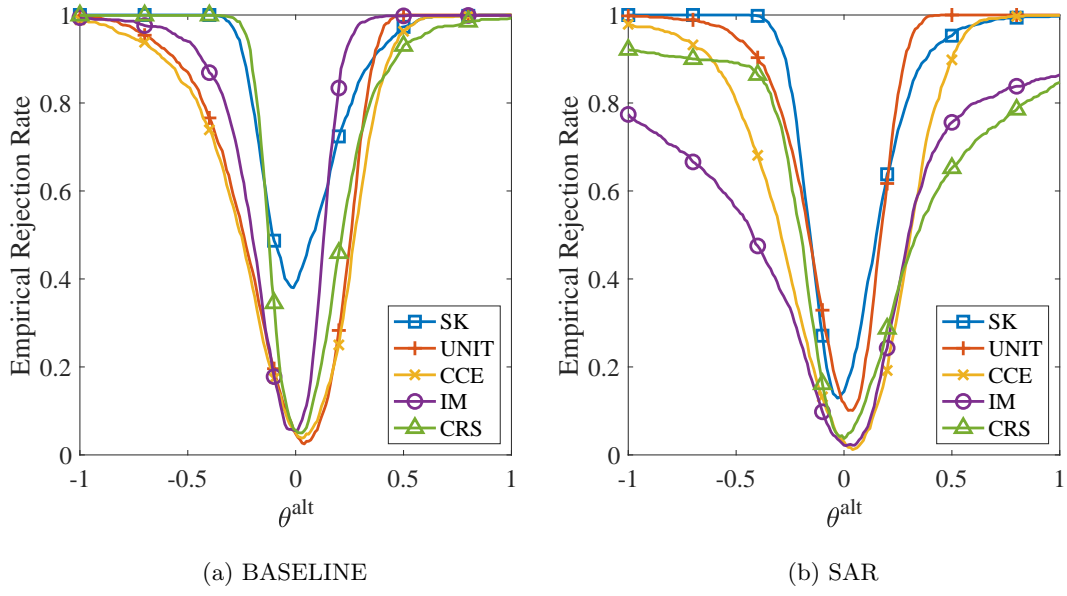 Empirical Rejection Rate
1
0.8
0.6
0.4
0.2
0
-1
-0.5
0
0.5
1
θ^alt
SK
UNIT
CCE
IM
CRS
(a) BASELINE
Empirical Rejection Rate
1
0.8
0.6
0.4
0.2
0
-1
-0.5
0
0.5
1
θ^alt
SK
UNIT
CCE
IM
CRS
(b) SAR